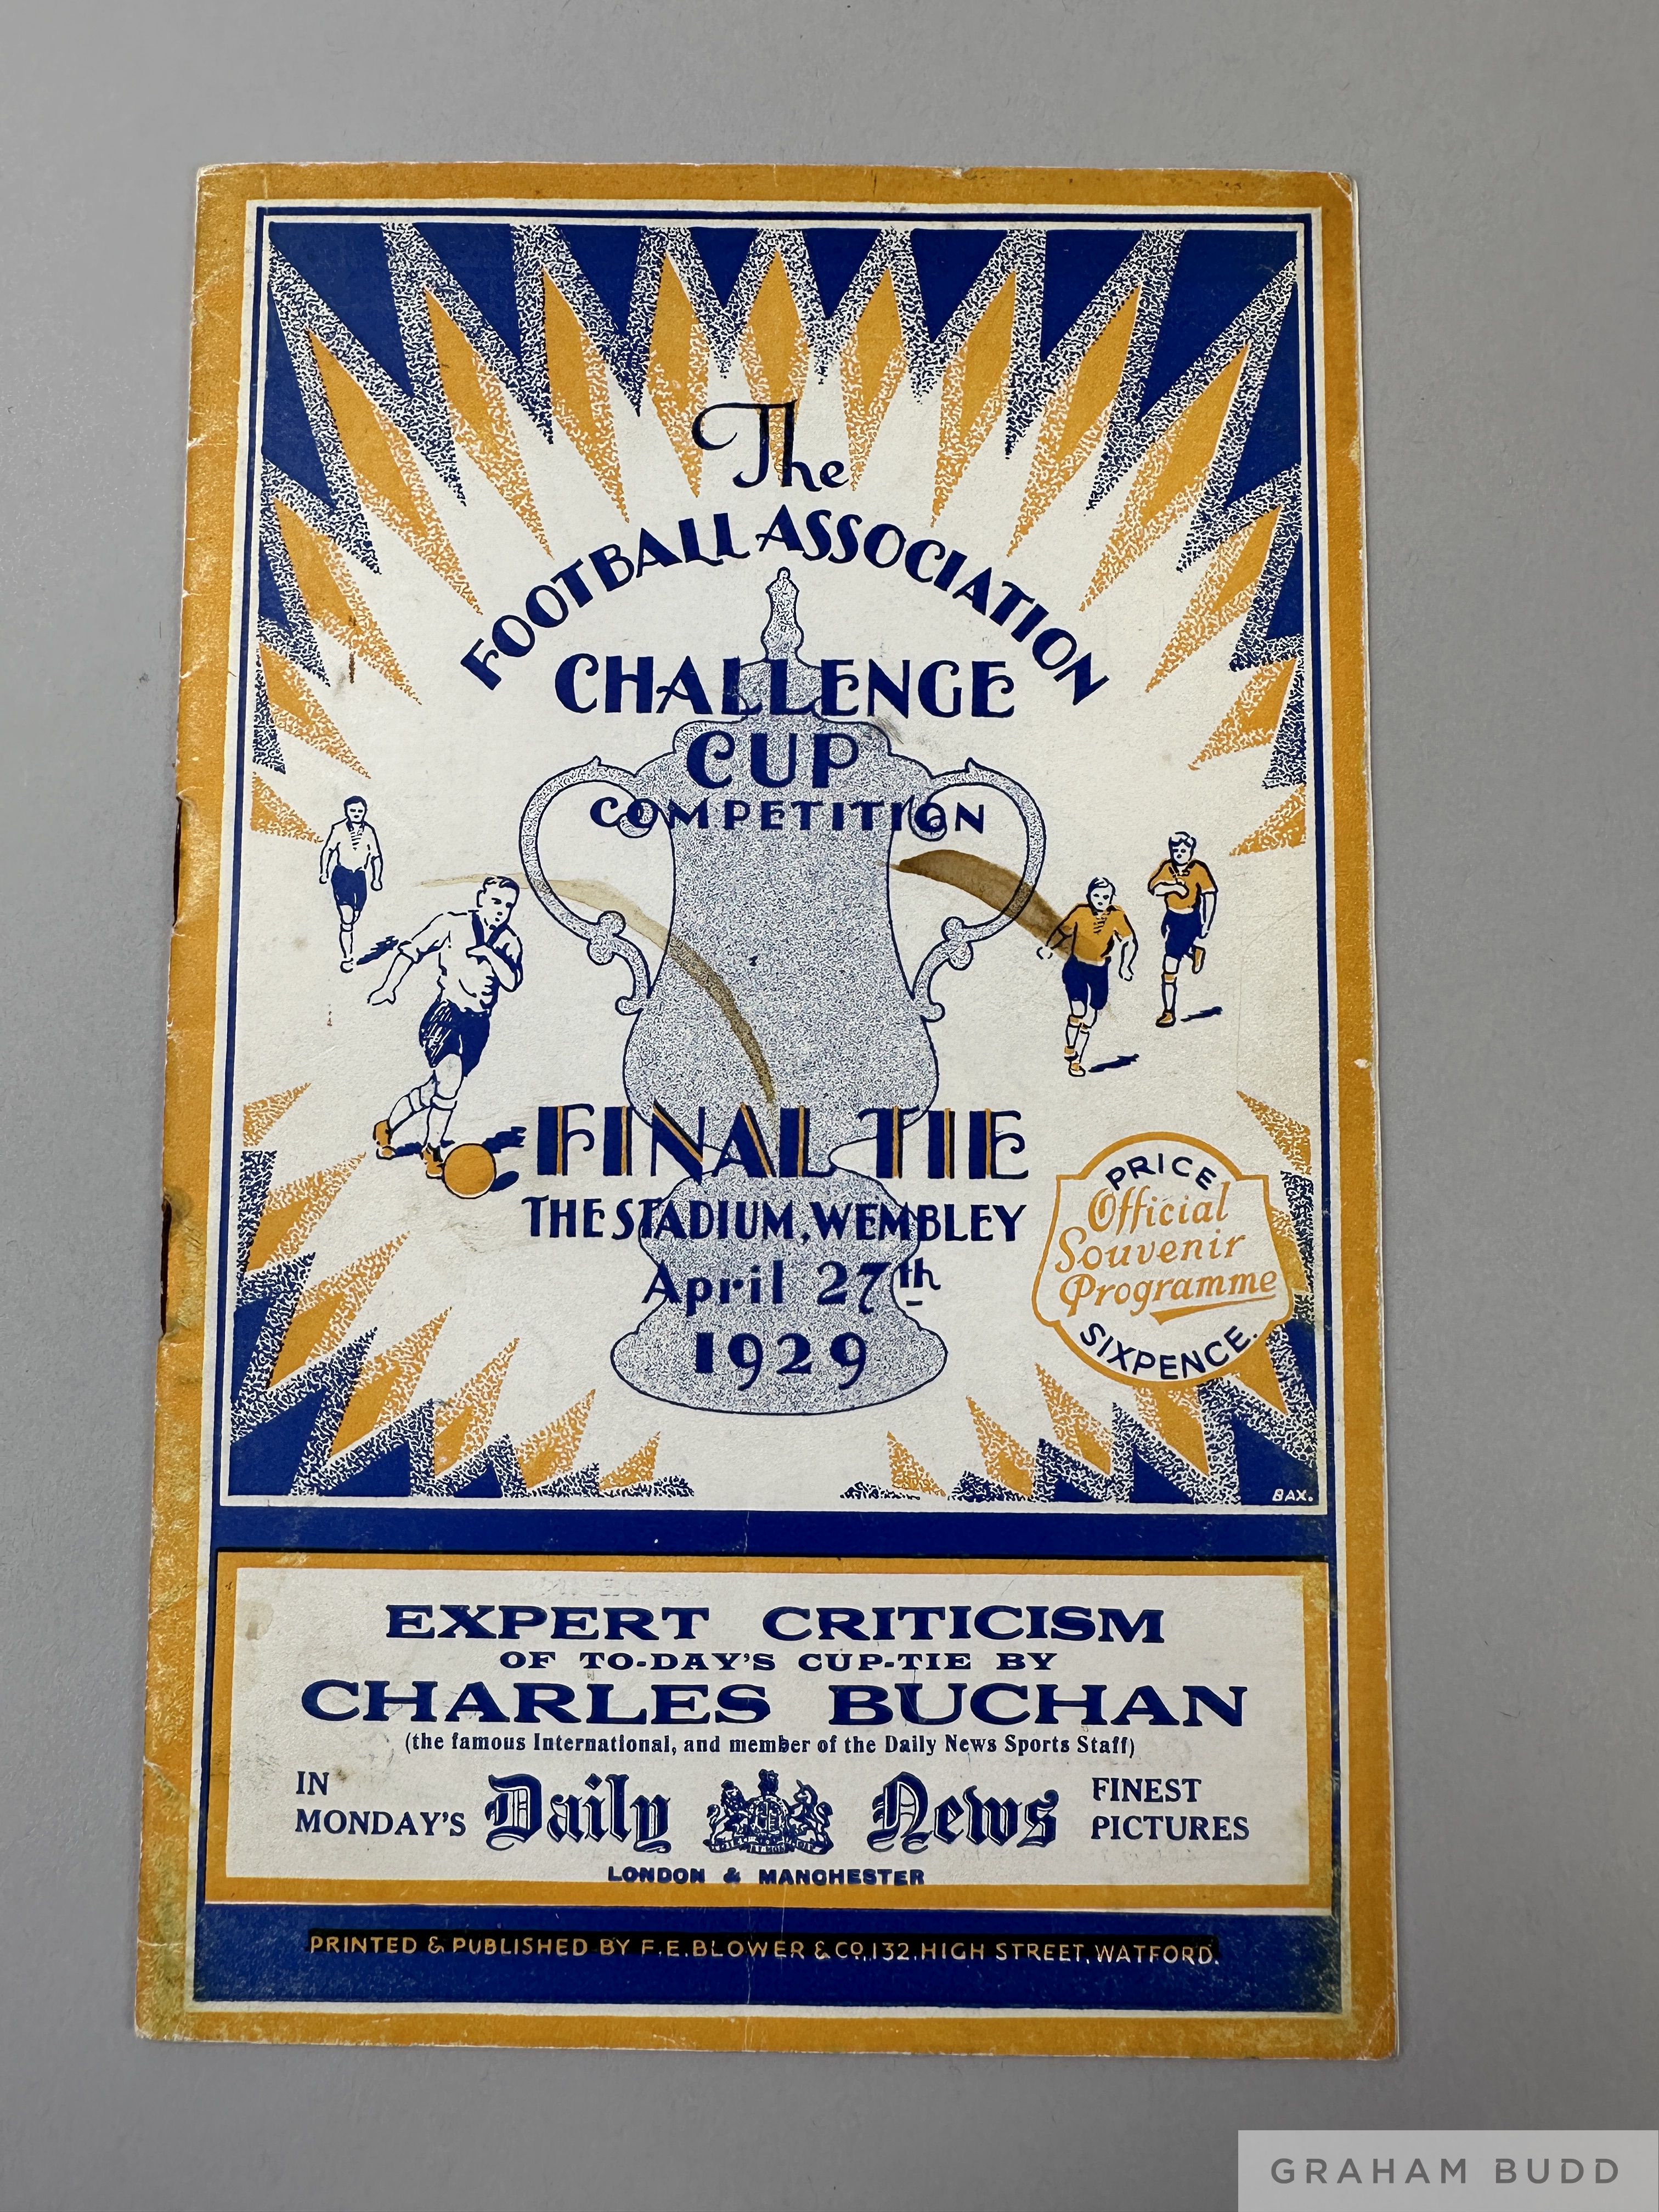 The
FOOTBALL ASSOCIATION
CHALLENGE
CUP
COMPETITION
FINAL TIE
THE STADIUM, WEMBLEY
April 27th
1929
PRICE
Official
Souvenir
Programme
SIXPENCE.
BAX.
EXPERT CRITICISM
OF TO-DAY'S CUP-TIE BY
CHARLES BUCHAN
(the famous International, and member of the Daily News Sports Staff)
IN
MONDAY'S
Daily News
FINEST
PICTURES
LONDON & MANCHESTER
PRINTED & PUBLISHED BY F.E. BLOWER & CO, 132, HIGH STREET, WATFORD.
GRAHAM BUDD